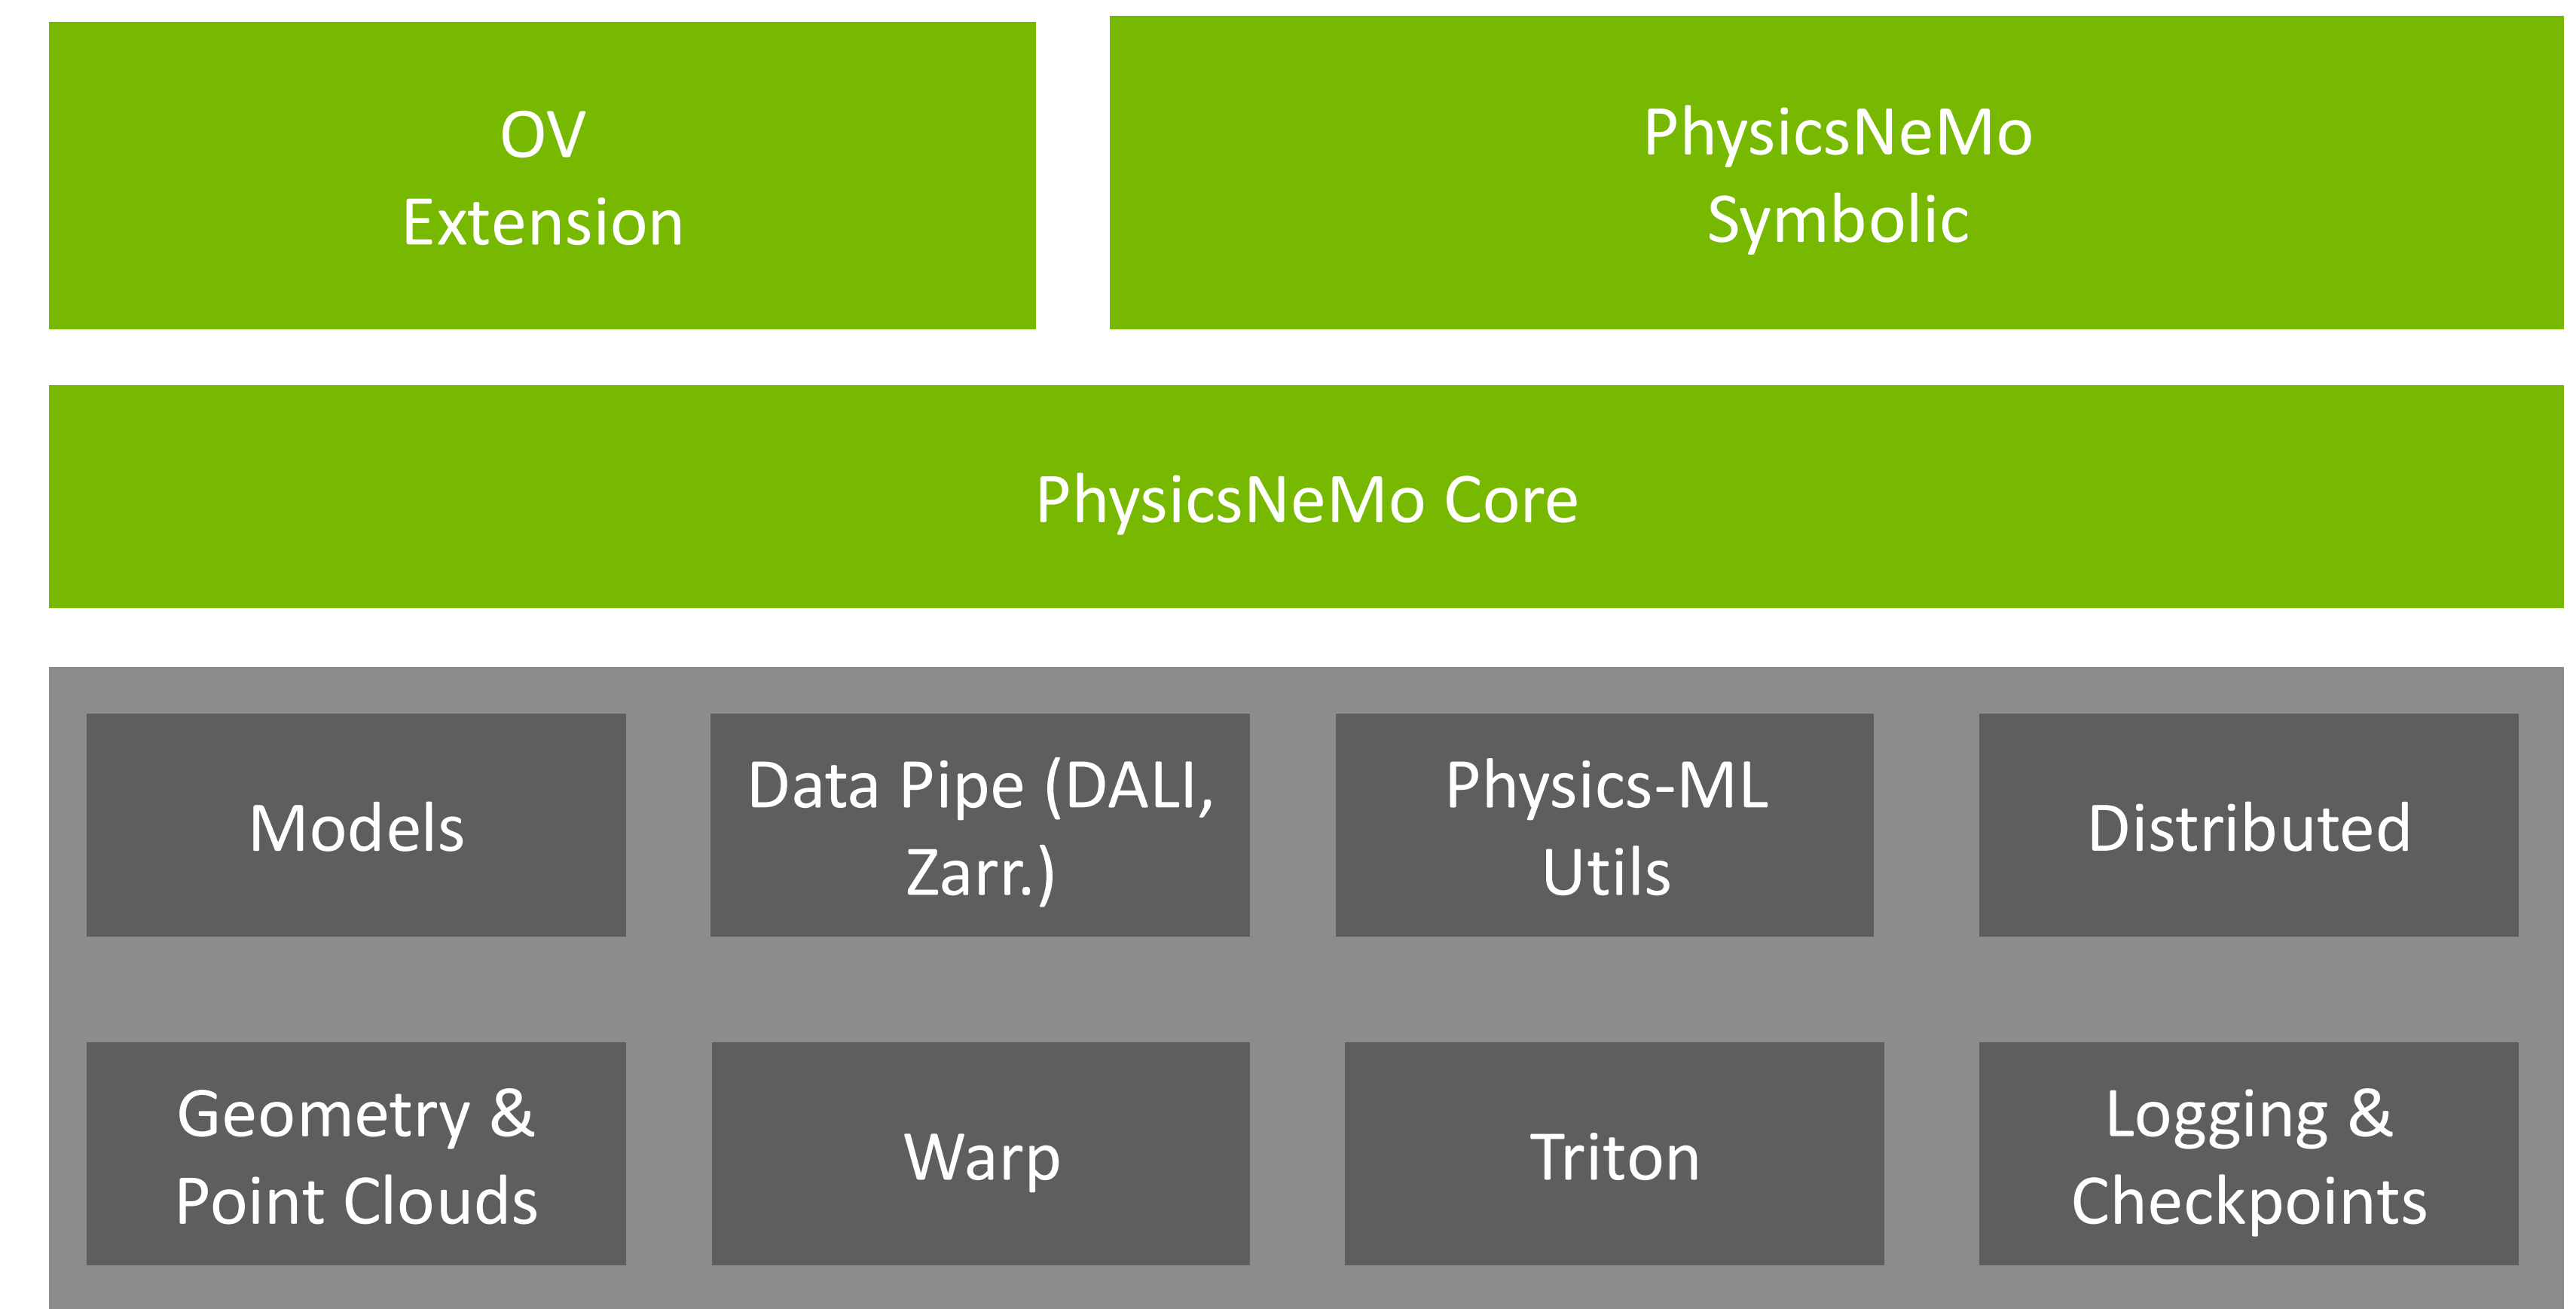 OV
Extension
PhysicsNeMo
Symbolic
PhysicsNeMo Core
Models
Data Pipe (DALI,
Zarr.)
Physics-ML
Utils
Distributed
Geometry &
Point Clouds
Warp
Triton
Logging &
Checkpoints